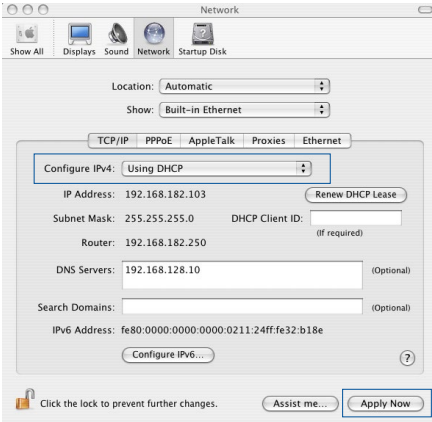 Network
Show All Displays Sound Network Startup Disk
Location: Automatic
Show: Built-in Ethernet
TCP/IP PPPoE AppleTalk Proxies Ethernet
Configure IPv4: Using DHCP
IP Address: 192.168.182.103 Renew DHCP Lease
Subnet Mask: 255.255.255.0 DHCP Client ID:
(If required)
Router: 192.168.182.250
DNS Servers: 192.168.128.10 (Optional)
Search Domains: (Optional)
IPv6 Address: fe80:0000:0000:0000:0211:24ff:fe32:b18e
Configure IPv6... ?
Click the lock to prevent further changes. Assist me... Apply Now